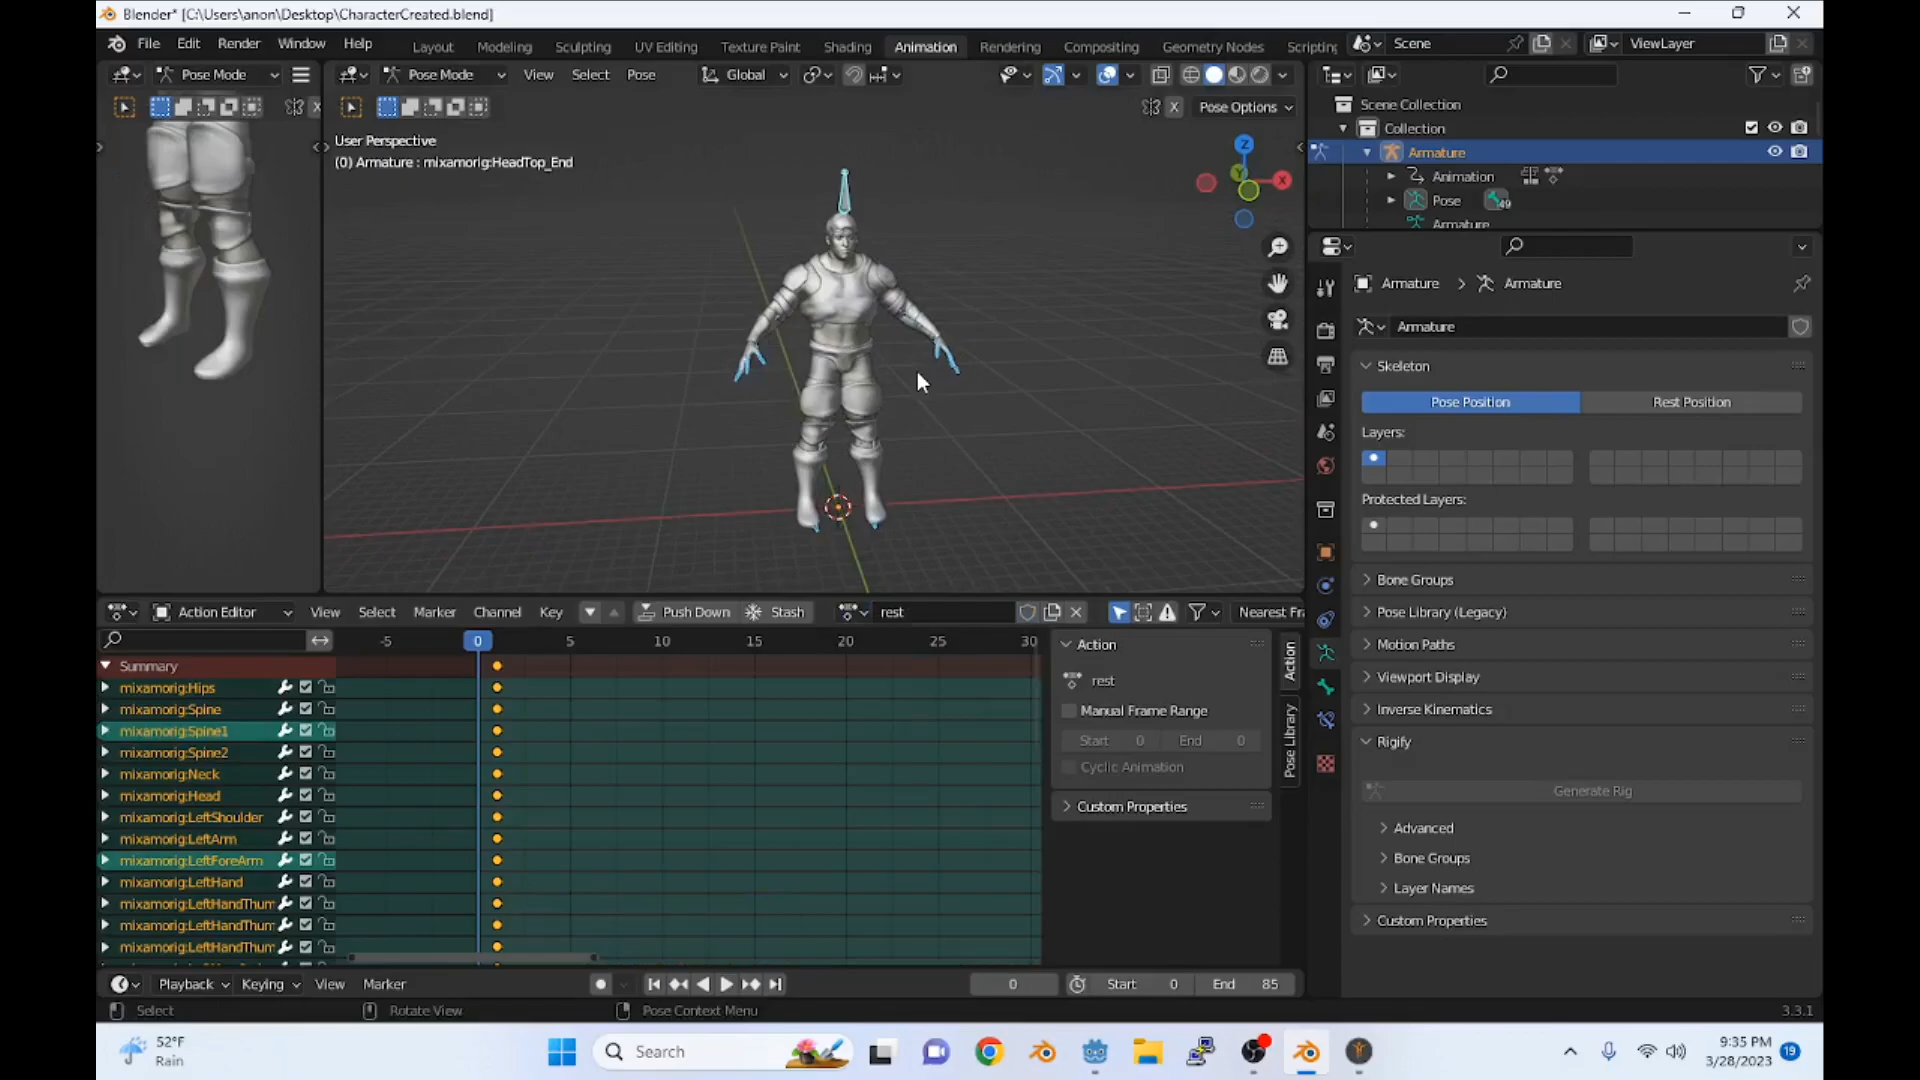 Blender* [C:\Users\anon\Desktop\CharacterCreated.blend]
File Edit Render Window Help
Layout Modeling Sculpting UV Editing Texture Paint Shading Animation Rendering Compositing Geometry Nodes Scripting
Scene
ViewLayer
Pose Mode
Pose Mode View Select Pose Global
X
X Pose Options
User Perspective
(0) Armature : mixamorig:HeadTop_End
Z
Y
X
Scene Collection
Collection
Armature
Animation
Pose 49
Armature
Armature > Armature
Armature
Skeleton
Pose Position Rest Position
Layers:
Protected Layers:
Bone Groups
Pose Library (Legacy)
Motion Paths
Viewport Display
Inverse Kinematics
Rigify
Generate Rig
Advanced
Bone Groups
Layer Names
Custom Properties
Action Editor View Select Marker Channel Key Push Down Stash rest Nearest Fra
-5 0 5 10 15 20 25 30
Summary
mixamorig:Hips
mixamorig:Spine
mixamorig:Spine1
mixamorig:Spine2
mixamorig:Neck
mixamorig:Head
mixamorig:LeftShoulder
mixamorig:LeftArm
mixamorig:LeftForeArm
mixamorig:LeftHand
mixamorig:LeftHandThum
mixamorig:LeftHandThum
mixamorig:LeftHandThum
Action
rest
Manual Frame Range
Start 0 End 0
Cyclic Animation
Custom Properties
Action
Pose Library
Playback Keying View Marker
0 Start 0 End 85
Select Rotate View Pose Context Menu 3.3.1
52°F
Rain
Search
9:35 PM
3/28/2023
19